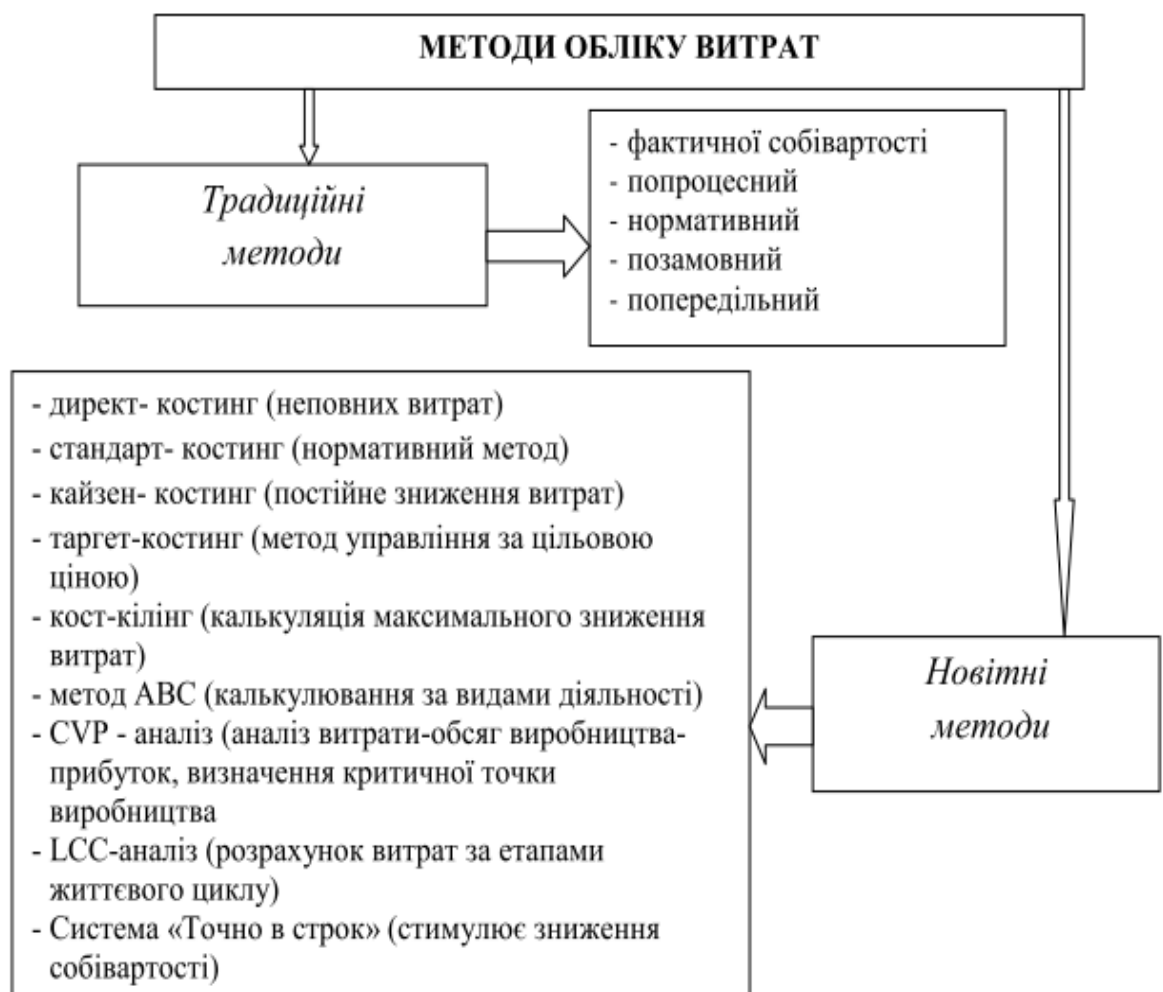 МЕТОДИ ОБЛІКУ ВИТРАТ
Традиційні
методи
- фактичної собівартості
- попроцесний
- нормативний
- позамовний
- попередільний
- директ- костинг (неповних витрат)
- стандарт- костинг (нормативний метод)
- кайзен- костинг (постійне зниження витрат)
- таргет-костинг (метод управління за цільовою
ціною)
- кост-кілінг (калькуляція максимального зниження
витрат)
- метод АВС (калькулювання за видами діяльності)
- CVP - аналіз (аналіз витрати-обсяг виробництва-
прибуток, визначення критичної точки
виробництва
- LCC-аналіз (розрахунок витрат за етапами
життєвого циклу)
- Система «Точно в строк» (стимулює зниження
собівартості)
Новітні
методи